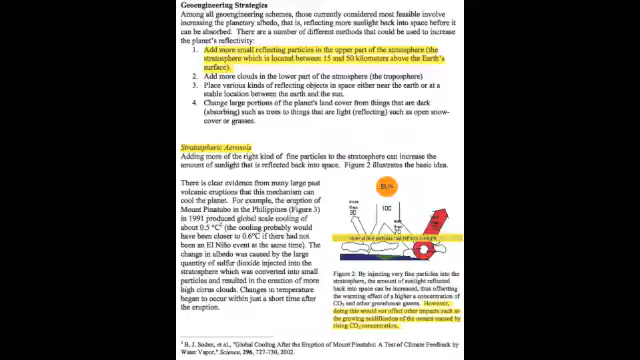 Geoengineering Strategies
Among all geoengineering schemes, those currently considered most feasible involve
increasing the planetary albedo, that is, reflecting more sunlight back into space before it
can be absorbed. There are a number of different methods that could be used to increase
the planet's reflectivity:
1. Add more small reflecting particles in the upper part of the atmosphere (the
stratosphere which is located between 15 and 50 kilometers above the Earth's
surface).
2. Add more clouds in the lower part of the atmosphere (the troposphere)
3. Place various kinds of reflecting objects in space either near the earth or at a
stable location between the earth and the sun.
4. Change large portions of the planet's land cover from things that are dark
(absorbing) such as trees to things that are light (reflecting) such as open snow-
cover or grasses.
Stratospheric Aerosols
Adding more of the right kind of fine particles to the stratosphere can increase the
amount of sunlight that is reflected back into space. Figure 2 illustrates the basic idea.
There is clear evidence from many large past
volcanic eruptions that this mechanism can
cool the planet. For example, the eruption of
Mount Pinatubo in the Philippines (Figure 3)
in 1991 produced global scale cooling of
about 0.5 °C² (the cooling probably would
have been closer to 0.6°C if there had not
been an El Niño event at the same time). The
change in albedo was caused by the large
quantity of sulfur dioxide injected into the
stratosphere which was converted into small
particles and resulted in the creation of more
high cirrus clouds. Changes in temperature
began to occur within just a short time after
the eruption.
SUN
more
than
30
100
Figure 2: By injecting very fine particles into the
stratosphere, the amount of sunlight reflected
back into space can be increased, thus offsetting
the warming effect of a higher a concentration of
CO2 and other greenhouse gases. However,
doing this would not offset other impacts such as
the growing acidification of the oceans caused by
rising CO2 concentration.
² B. J. Soden, et al., "Global Cooling After the Eruption of Mount Pinatubo: A Test of Climate Feedback by
Water Vapor," Science, 296, 727-730, 2002.